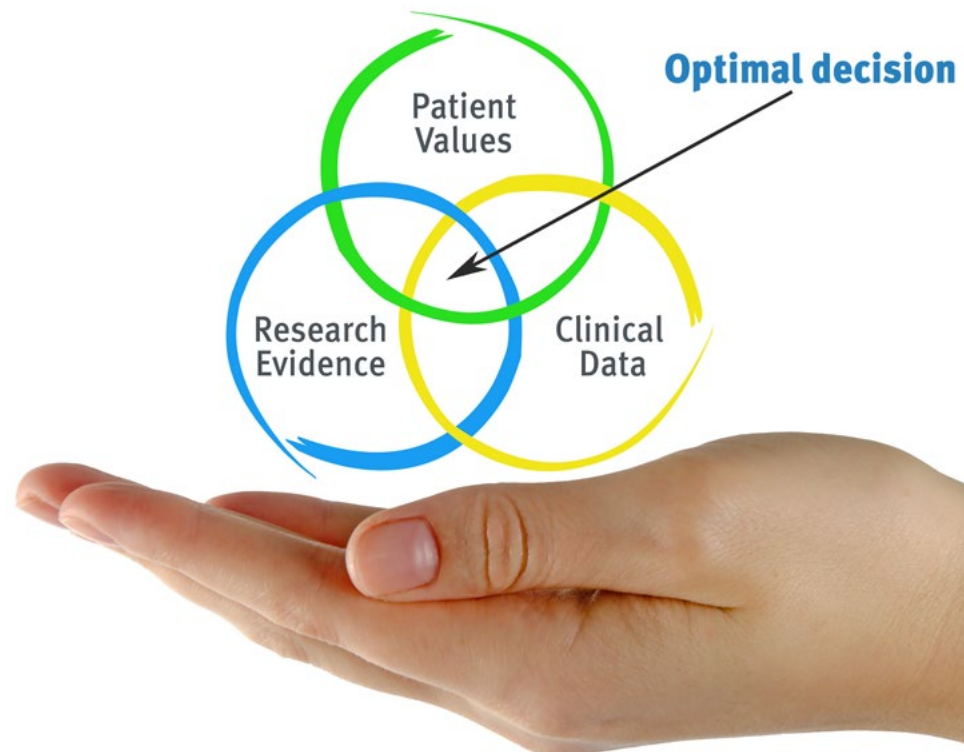 Optimal decision
Patient
Values
Research
Evidence
Clinical
Data